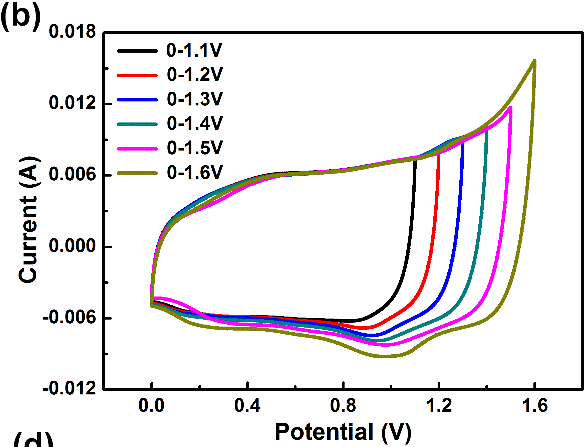 (b)
0.018
0.012
0.006
0.000
-0.006
-0.012
Current (A)
0-1.1V
0-1.2V
0-1.3V
0-1.4V
0-1.5V
0-1.6V
0.0 0.4 0.8 1.2 1.6
Potential (V)
(d)